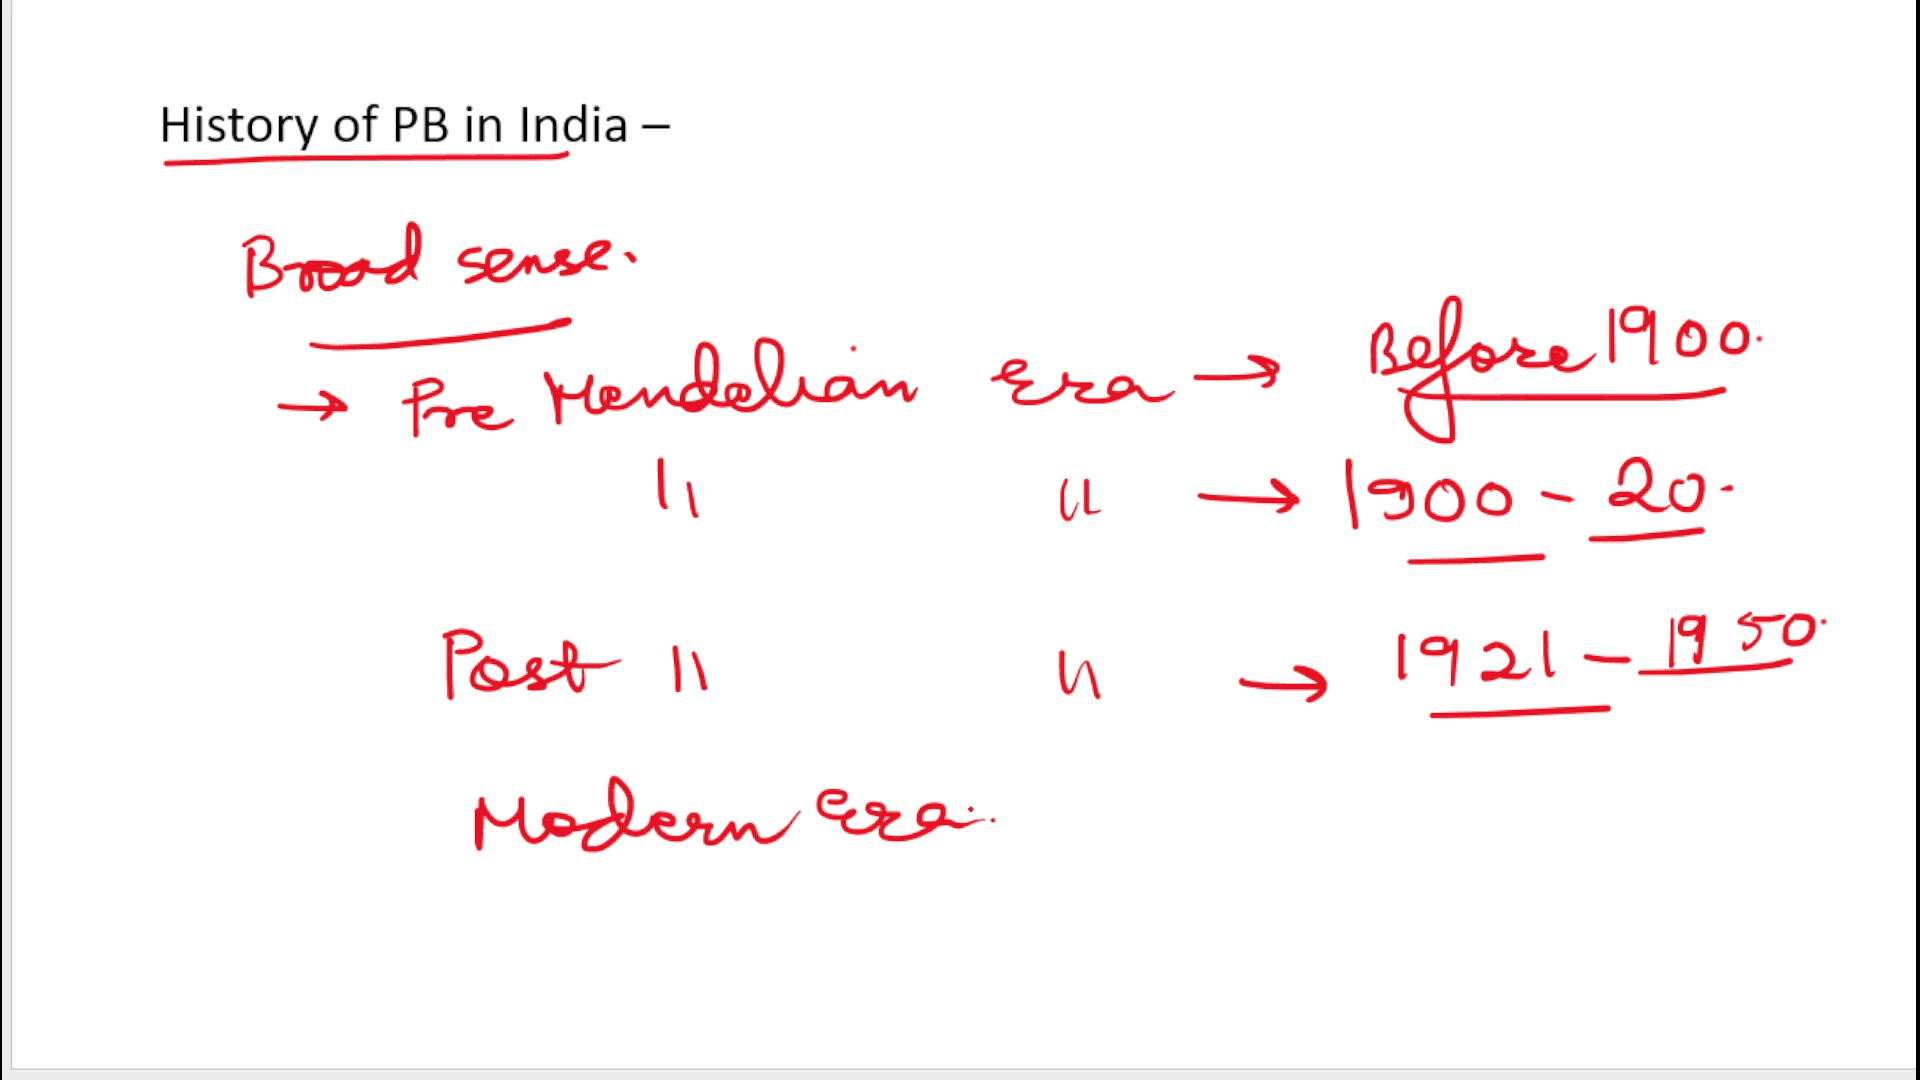 History of PB in India –
Broad sense.
→ Pre Mendelian era → Before 1900.
〃 〃 → 1900 - 20.
Post 〃 〃 → 1921 - 1950.
Modern era.